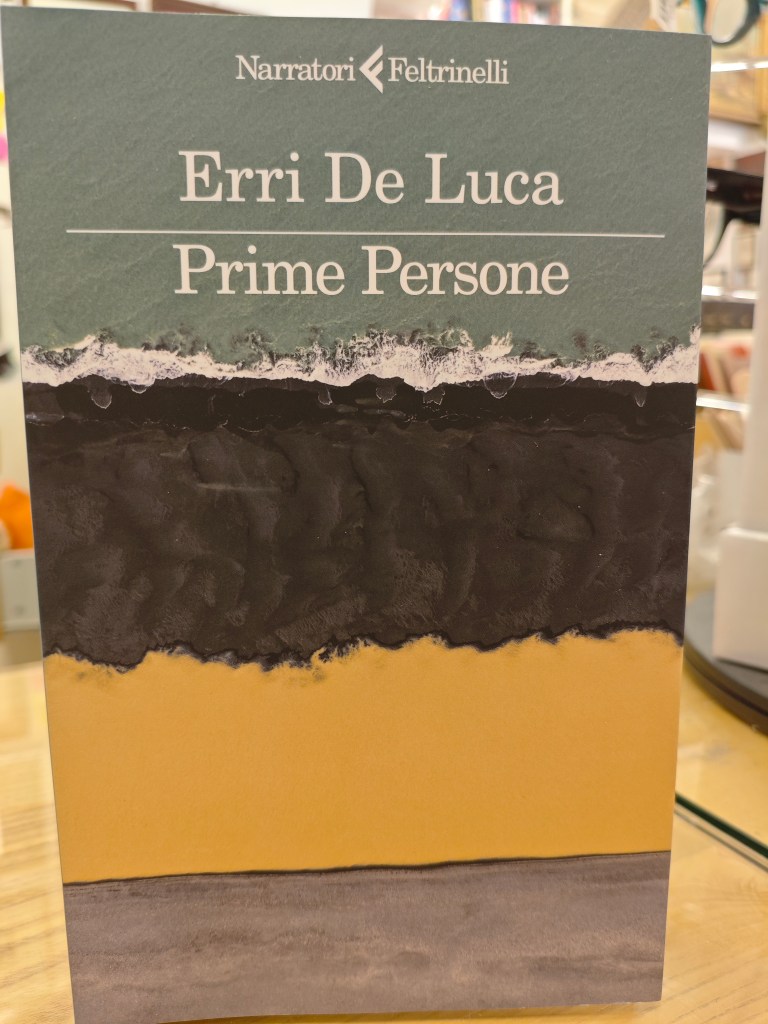 Narratori Feltrinelli
Erri De Luca
Prime Persone